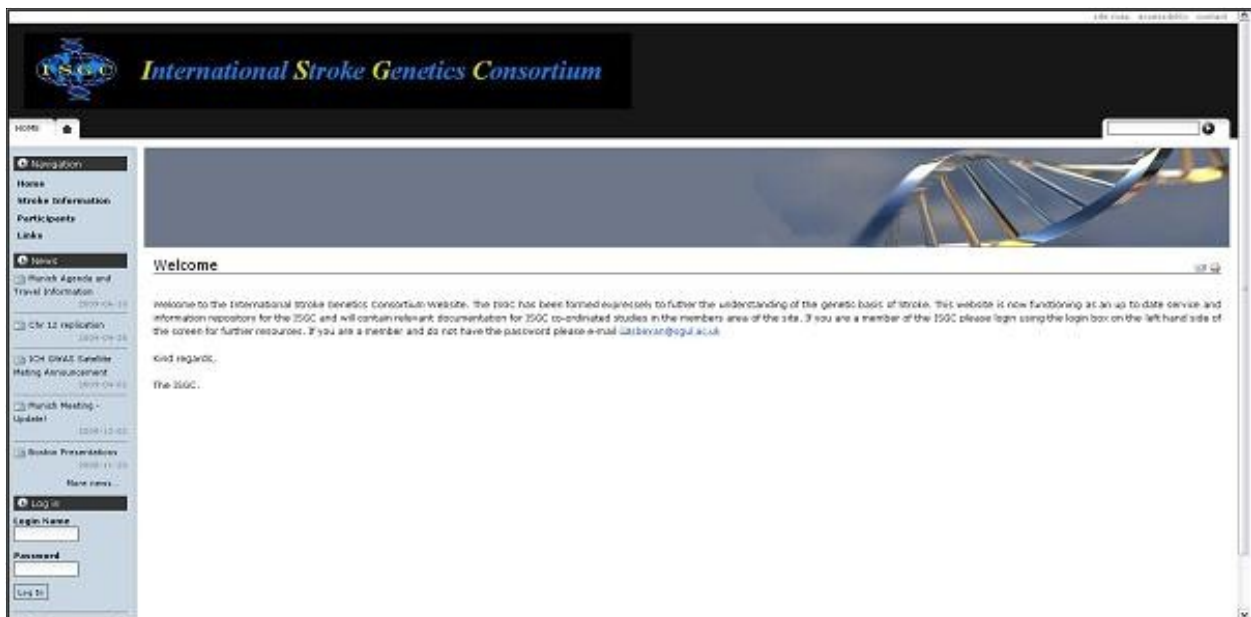 site map accessibility contact
ISGC
International Stroke Genetics Consortium
HOME
Navigation
Home
Stroke Information
Participants
Links
News
Munich Agenda and
Travel Information
Chr 12 replication
ICH GWAS Satellite
Meting Announcement
Munich Meeting -
Update!
Boston Presentations
More news...
Log in
Login Name
Password
Log in
Welcome
Welcome to the International Stroke Genetics Consortium Website. The ISGC has been formed expressely to futher the understanding of the genetic basis of stroke. This website is now functioning as an up to date service and
information repository for the ISGC and will contain relevant documentation for ISGC co-ordinated studies in the members area of the site. If you are a member of the ISGC please login using the login box on the left hand side of
the screen for further resources. If you are a member and do not have the password please e-mail
Kind regards,
The ISGC.